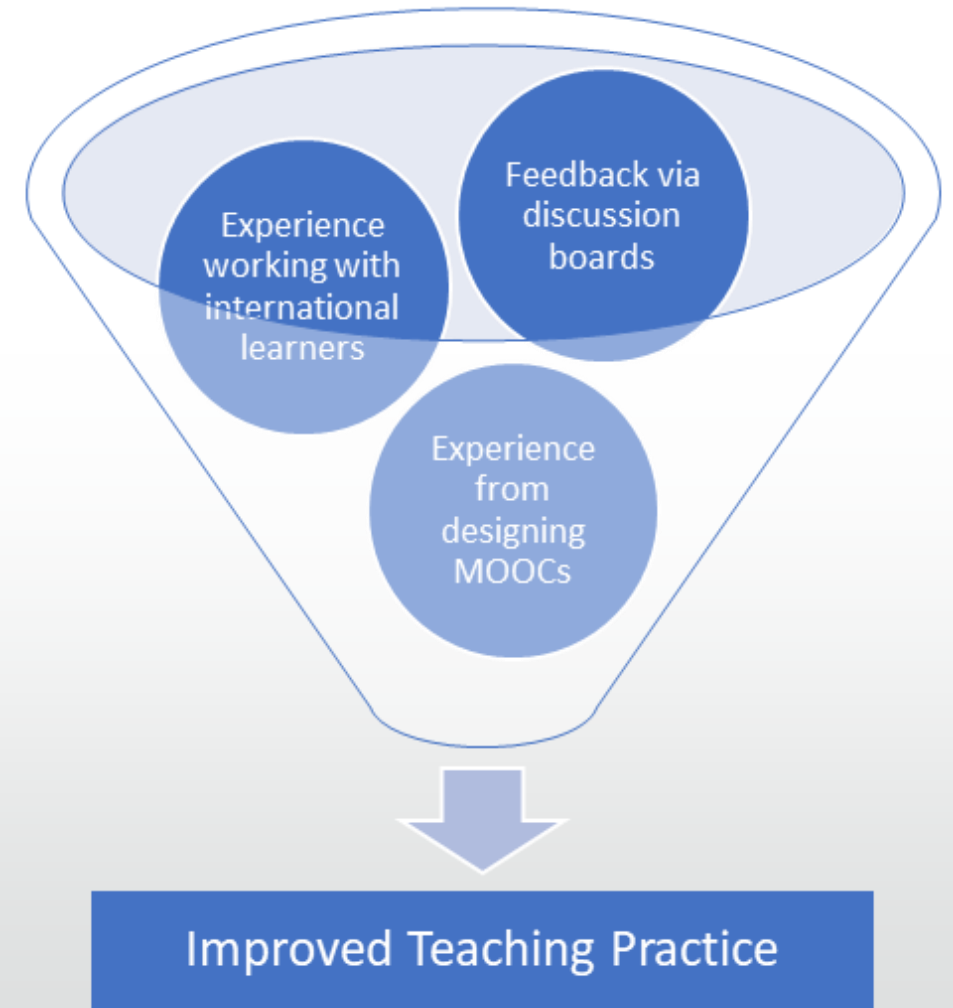 Feedback via
discussion
boards
Experience
working with
international
learners
Experience
from
designing
MOOCs
Improved Teaching Practice